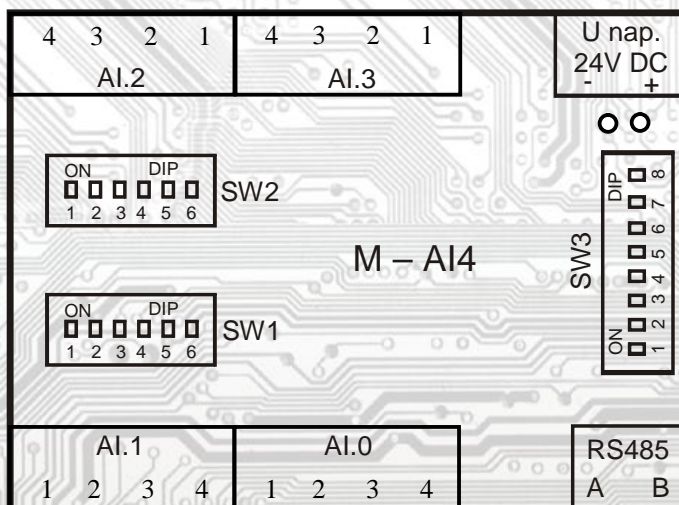 4 3 2 1 4 3 2 1 U nap.
AI.2 AI.3 24V DC
- +
ON DIP
1 2 3 4 5 6
SW2
DIP
8
7
6
5
4
3
2
1
ON
SW3
M – AI4
ON DIP
1 2 3 4 5 6
SW1
AI.1 AI.0 RS485
1 2 3 4 1 2 3 4 A B